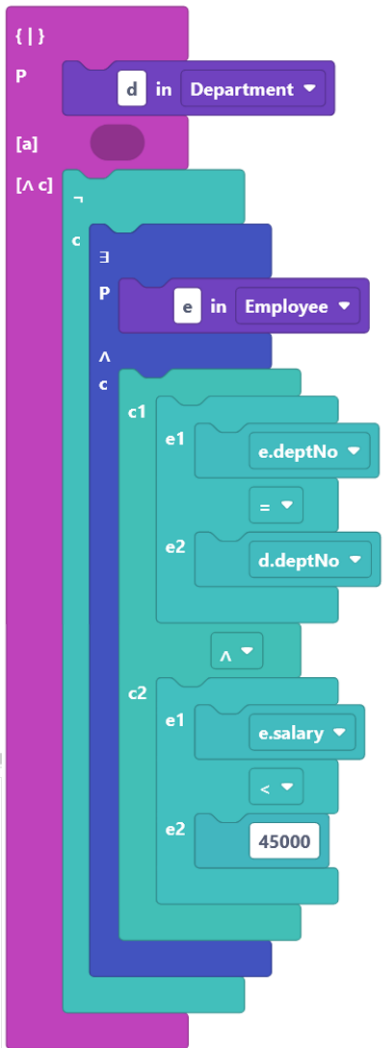 { | }
P
d in Department
[a]
[∧ c]
¬
c
∃
P
e in Employee
∧
c
c1
e1
e.deptNo
=
e2
d.deptNo
∧
c2
e1
e.salary
<
e2
45000